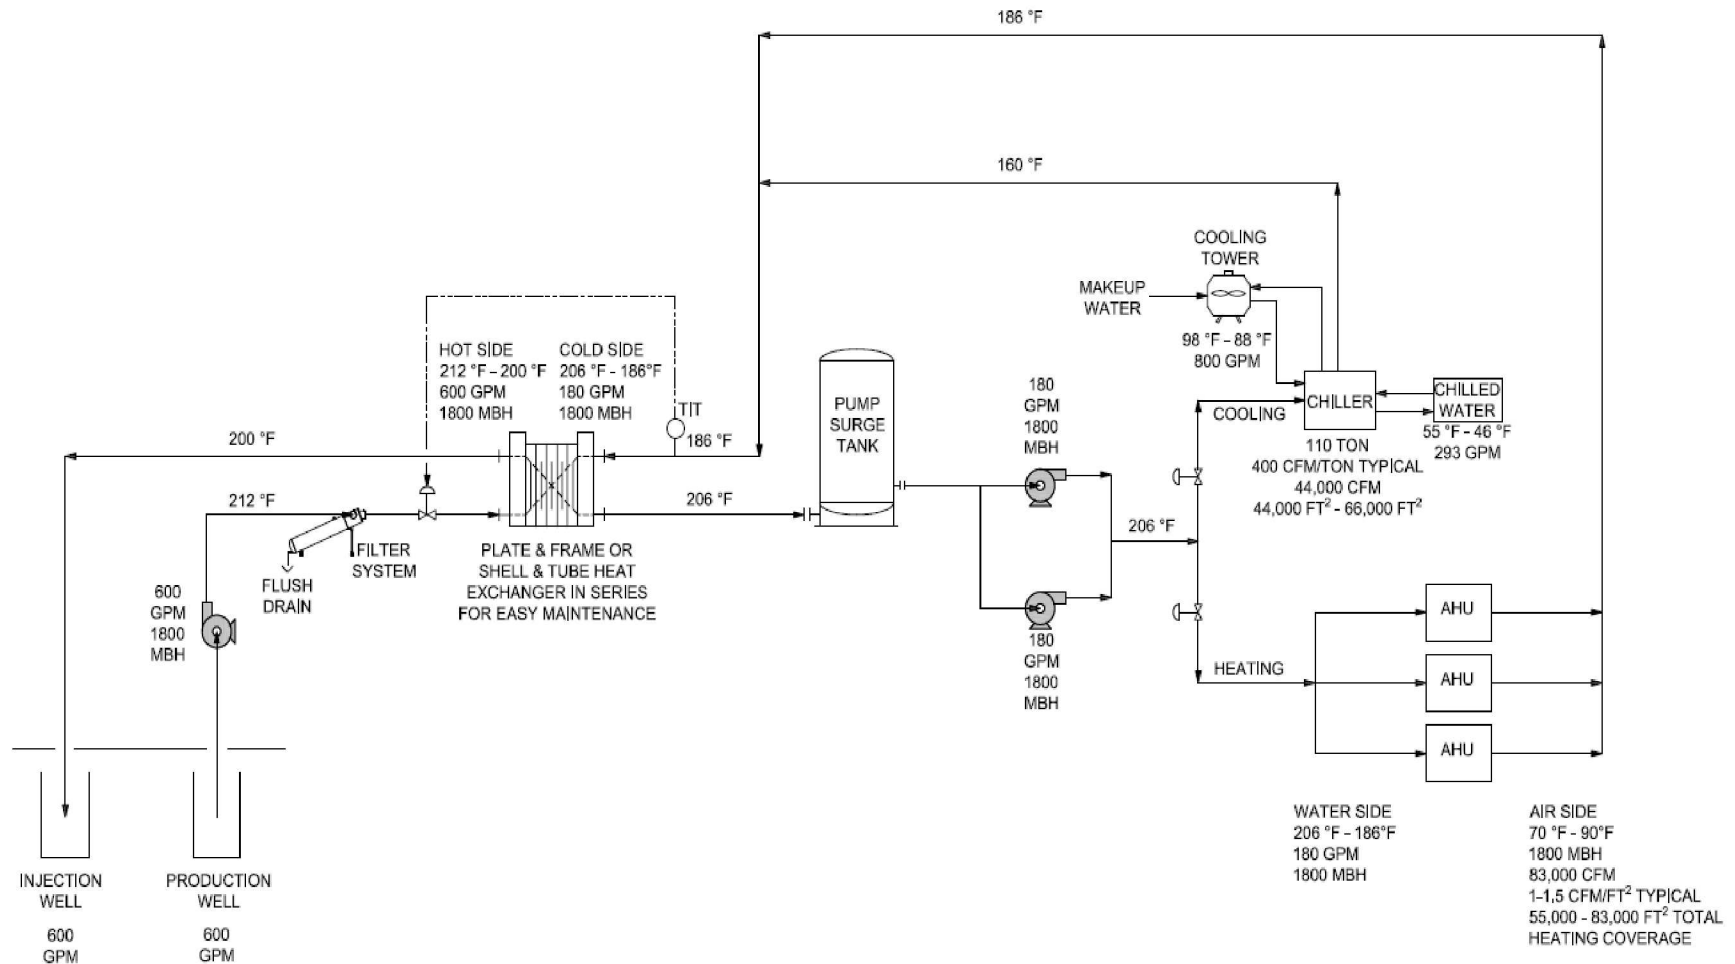 186 °F
160 °F
COOLING
TOWER
MAKEUP
WATER
98 °F - 88 °F
800 GPM
HOT SIDE
212 °F - 200 °F
600 GPM
1800 MBH
COLD SIDE
206 °F - 186°F
180 GPM
1800 MBH
TIT
186 °F
200 °F
212 °F
206 °F
PUMP
SURGE
TANK
180
GPM
1800
MBH
COOLING
CHILLER
CHILLED
WATER
55 °F - 46 °F
293 GPM
110 TON
400 CFM/TON TYPICAL
44,000 CFM
44,000 FT² - 66,000 FT²
206 °F
FILTER
SYSTEM
FLUSH
DRAIN
PLATE & FRAME OR
SHELL & TUBE HEAT
EXCHANGER IN SERIES
FOR EASY MAINTENANCE
600
GPM
1800
MBH
180
GPM
1800
MBH
HEATING
AHU
AHU
AHU
WATER SIDE
206 °F - 186°F
180 GPM
1800 MBH
AIR SIDE
70 °F - 90°F
1800 MBH
83,000 CFM
1-1.5 CFM/FT² TYPICAL
55,000 - 83,000 FT² TOTAL
HEATING COVERAGE
INJECTION
WELL
600
GPM
PRODUCTION
WELL
600
GPM